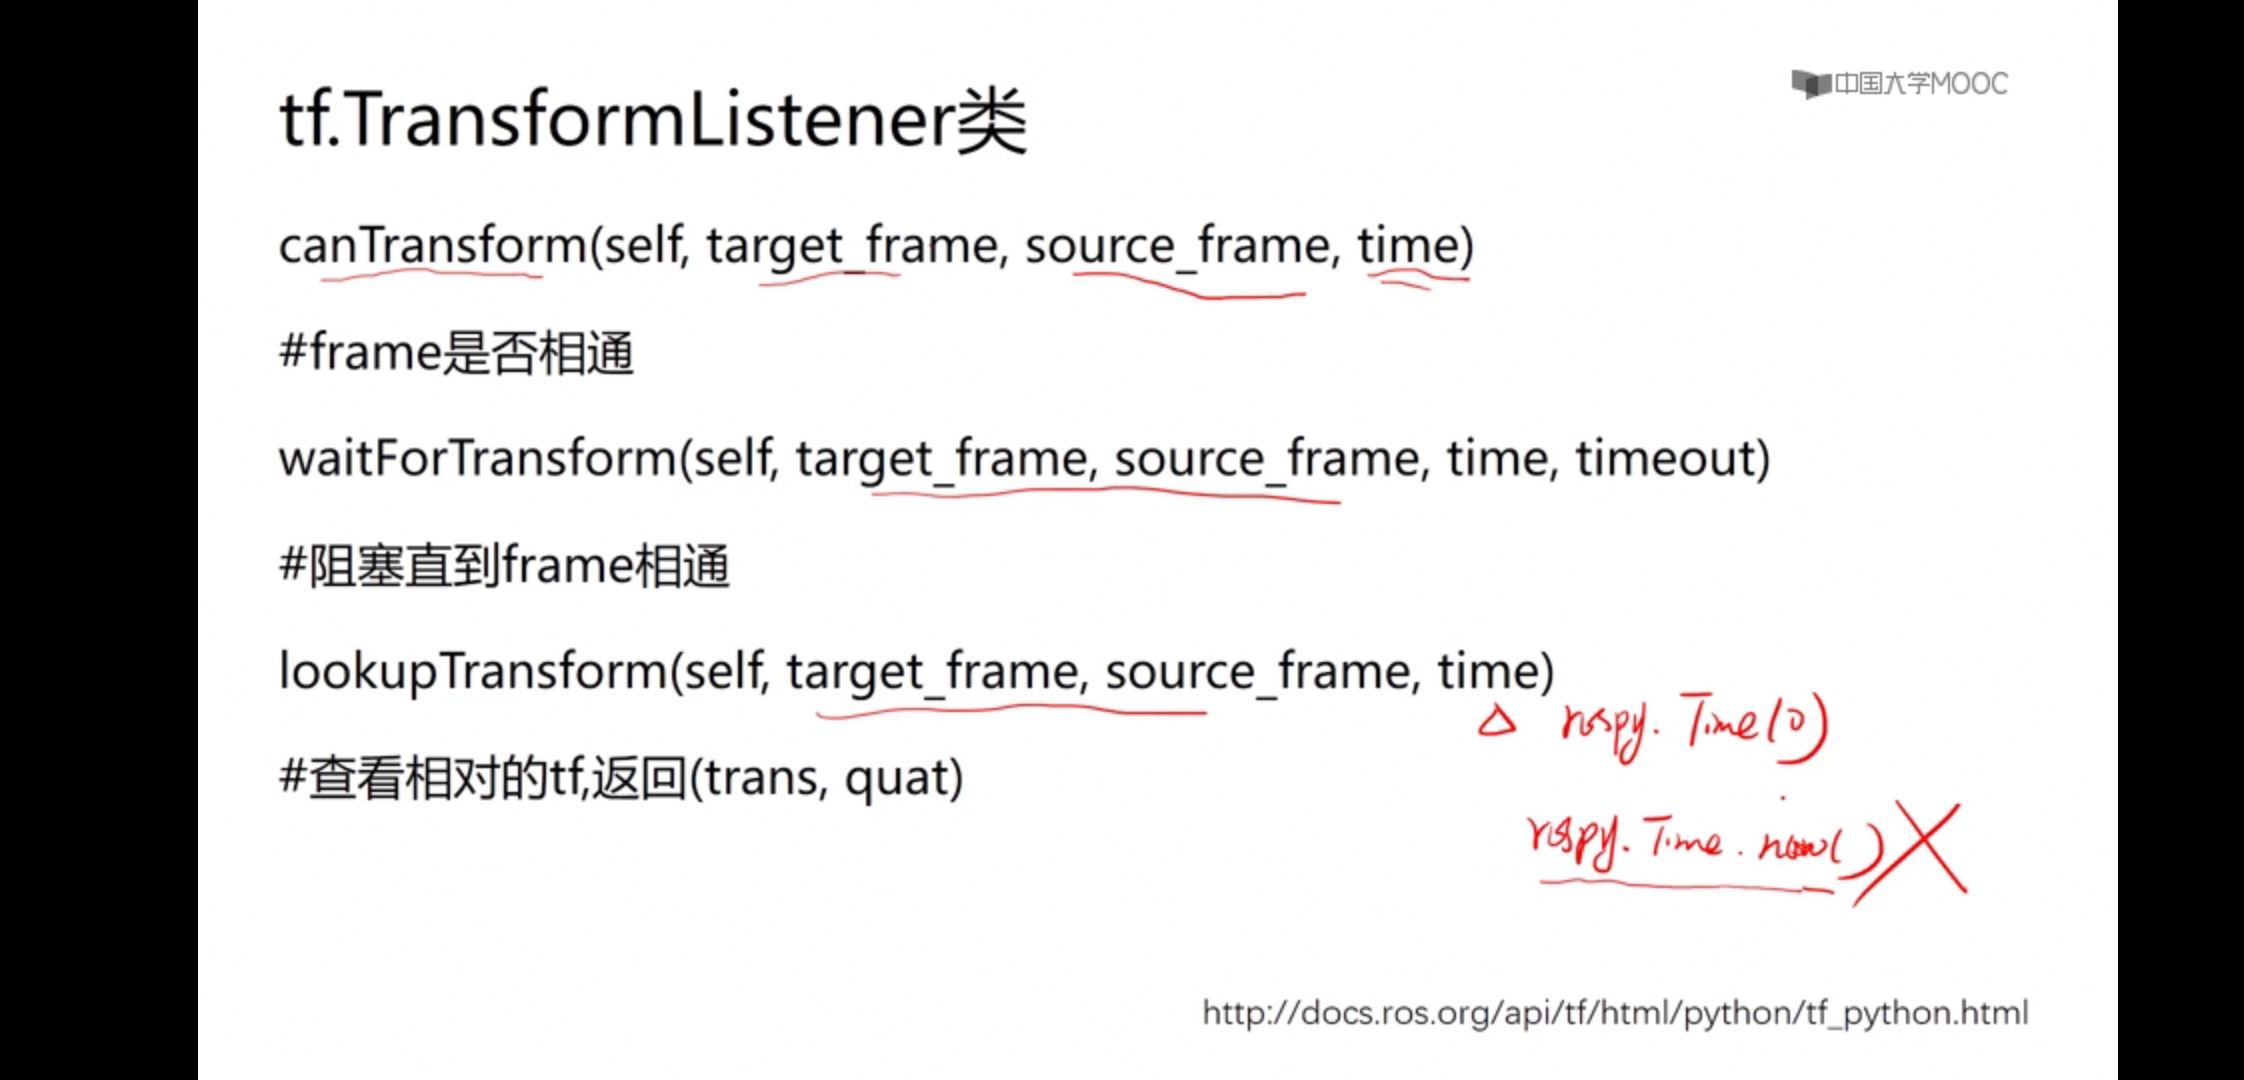 中国大学MOOC
tf.TransformListener类
canTransform(self, target_frame, source_frame, time)
#frame是否相通
waitForTransform(self, target_frame, source_frame, time, timeout)
#阻塞直到frame相通
lookupTransform(self, target_frame, source_frame, time)
rospy.Time(0)
#查看相对的tf,返回(trans, quat)
rospy.Time.now()
http://docs.ros.org/api/tf/html/python/tf_python.html